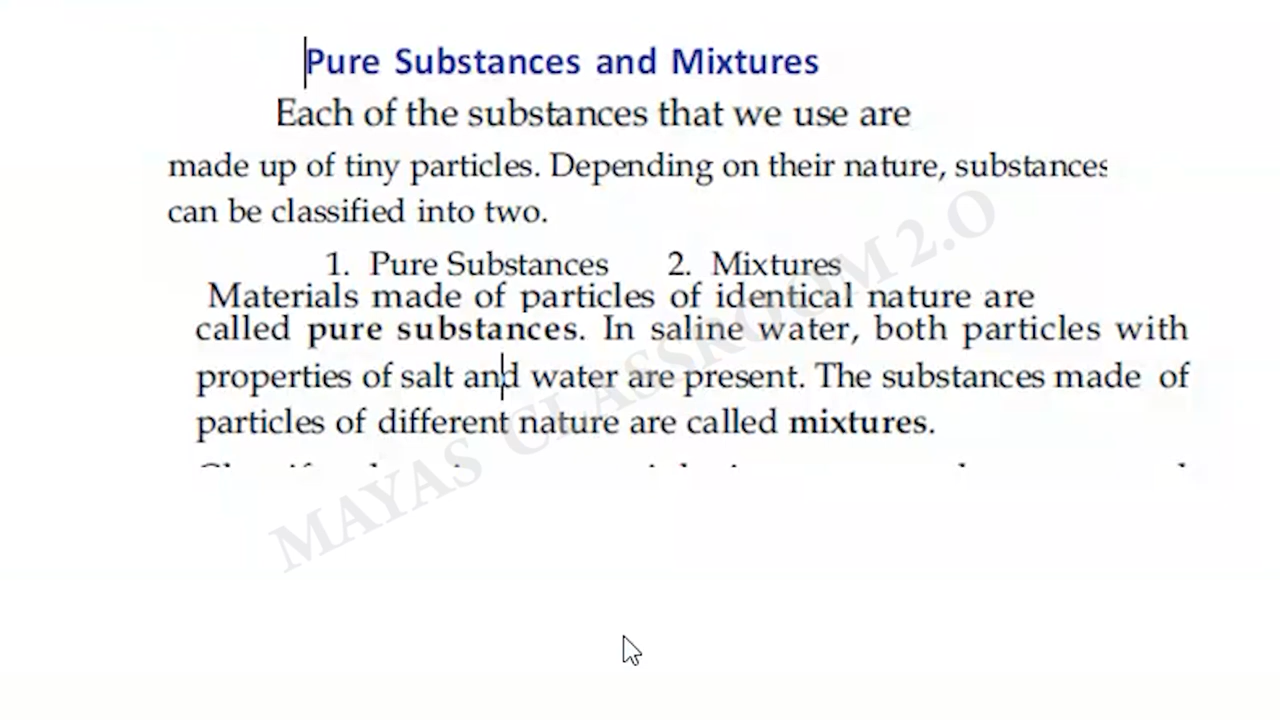 Pure Substances and Mixtures
Each of the substances that we use are
made up of tiny particles. Depending on their nature, substances
can be classified into two.
1. Pure Substances 2. Mixtures
Materials made of particles of identical nature are
called pure substances. In saline water, both particles with
properties of salt and water are present. The substances made of
particles of different nature are called mixtures.
MAYAS CLASSROOM 2.O